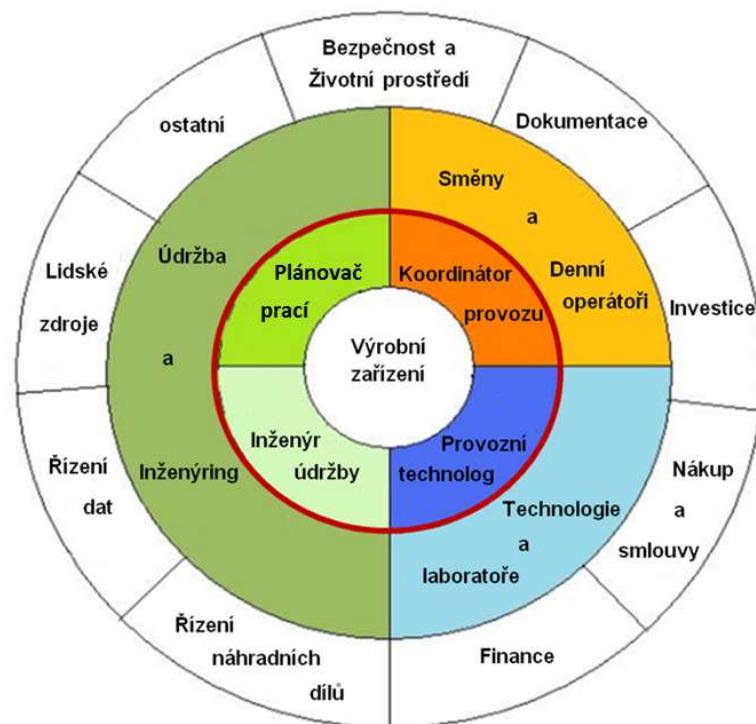 Bezpečnost a
Životní prostředí
ostatní
Dokumentace
Směny
a
Denní
operátoři
Údržba
a
Inženýring
Plánovač
prací
Koordinátor
provozu
Lidské
zdroje
Investice
Výrobní
zařízení
Inženýr
údržby
Provozní
technolog
Řízení
dat
Technologie
a
laboratoře
Nákup
a
smlouvy
Řízení
náhradních
dílů
Finance